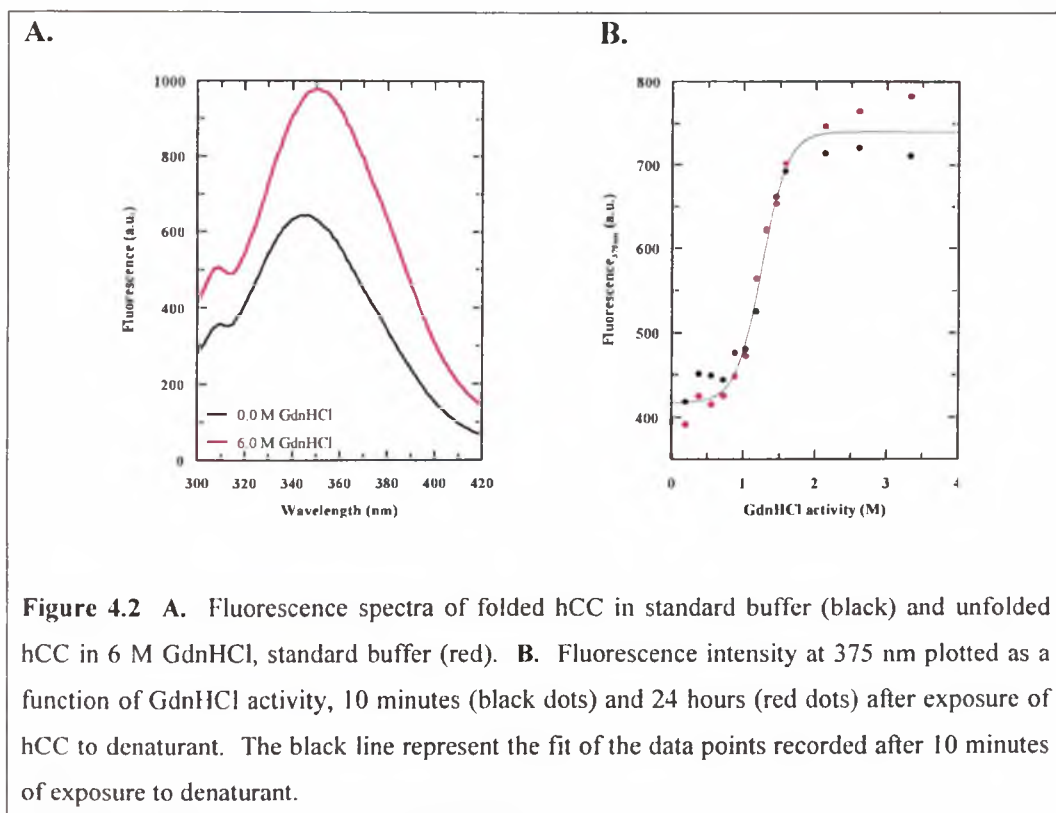 A.
B.
1000
800
600
400
200
0
Fluorescence (a.u.)
0.0 M GdnHCl
6.0 M GdnHCl
300 320 340 360 380 400 420
Wavelength (nm)
800
700
600
500
400
(a.u.)
0 1 2 3 4
GdnHCl activity (M)
Figure 4.2 A. Fluorescence spectra of folded hCC in standard buffer (black) and unfolded
hCC in 6 M GdnHCl, standard buffer (red). B. Fluorescence intensity at 375 nm plotted as a
function of GdnHCl activity, 10 minutes (black dots) and 24 hours (red dots) after exposure of
hCC to denaturant. The black line represent the fit of the data points recorded after 10 minutes
of exposure to denaturant.